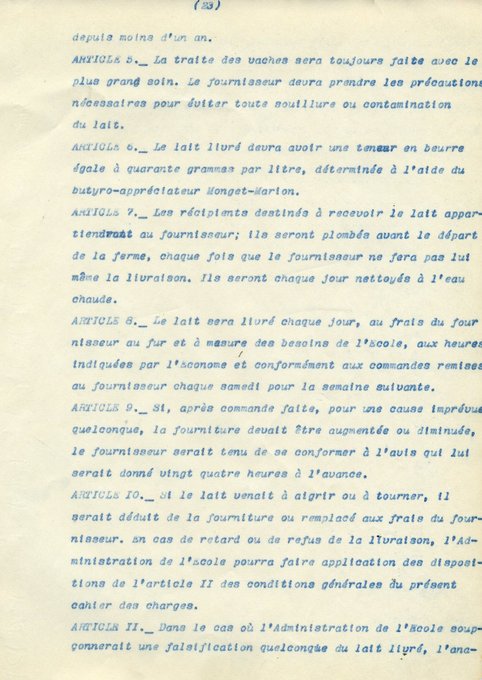 (23)
depuis moins d'un an.
ARTICLE 5._ La traite des vaches sera toujours faite avec le
plus grand soin. Le fournisseur devra prendre les précautions
nécessaires pour éviter toute souillure ou contamination
du lait.
ARTICLE 6._ Le lait livré devra avoir une teneur en beurre
égale à quarante grammes par litre, déterminée à l'aide du
butyro-appréciateur Monget-Marion.
ARTICLE 7._ Les récipients destinés à recevoir le lait appar-
tiendront au fournisseur; ils seront plombés avant le départ
de la ferme, chaque fois que le fournisseur ne fera pas lui
même la livraison. Ils seront chaque jour nettoyés à l'eau
chaude.
ARTICLE 8._ Le lait sera livré chaque jour, au frais du four
nisseur au fur et à mesure des besoins de l'Ecole, aux heures
indiquées par l'Econome et conformément aux commandes remises
au fournisseur chaque samedi pour la semaine suivante.
ARTICLE 9._ Si, après commande faite, pour une cause imprévue
quelconque, la fourniture devait être augmentée ou diminuée,
le fournisseur serait tenu de se conformer à l'avis qui lui
serait donné vingt quatre heures à l'avance.
ARTICLE IO._ Si le lait venait à aigrir ou à tourner, il
serait déduit de la fourniture ou remplacé aux frais du four-
nisseur. En cas de retard ou de refus de la livraison, l'Ad-
ministration de l'Ecole pourra faire application des disposi-
tions de l'article II des conditions générales du présent
cahier des charges.
ARTICLE II._ Dans le cas où l'Administration de l'Ecole soup-
çonnerait une falsification quelconque du lait livré, l'ana-